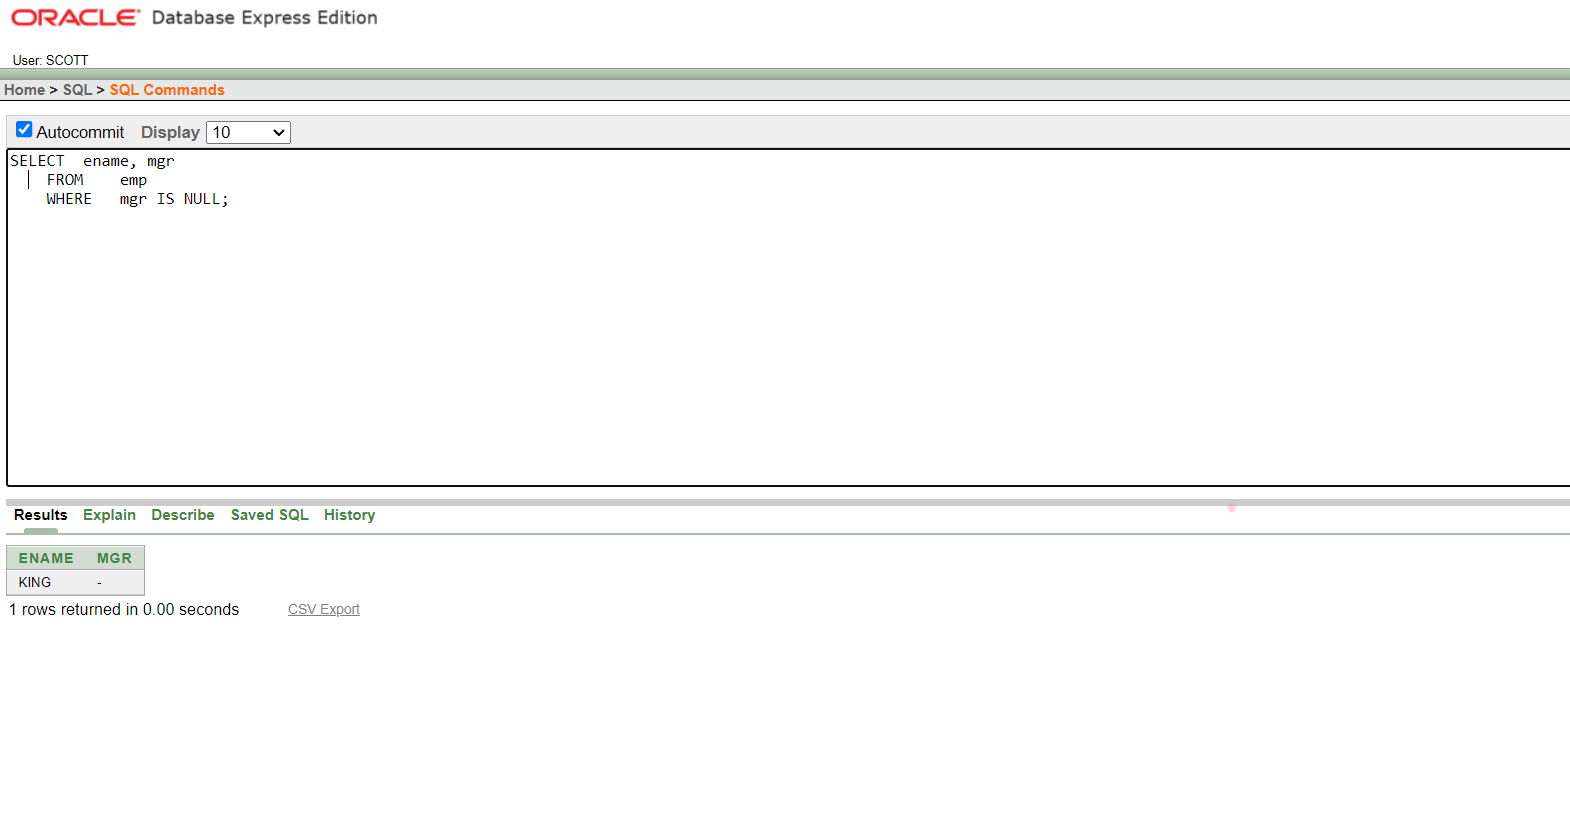 ORACLE Database Express Edition
User: SCOTT
Home > SQL > SQL Commands
Autocommit Display 10
SELECT  ename, mgr
    FROM    emp
    WHERE   mgr IS NULL;
Results Explain Describe Saved SQL History
ENAME MGR
KING -
1 rows returned in 0.00 seconds CSV Export